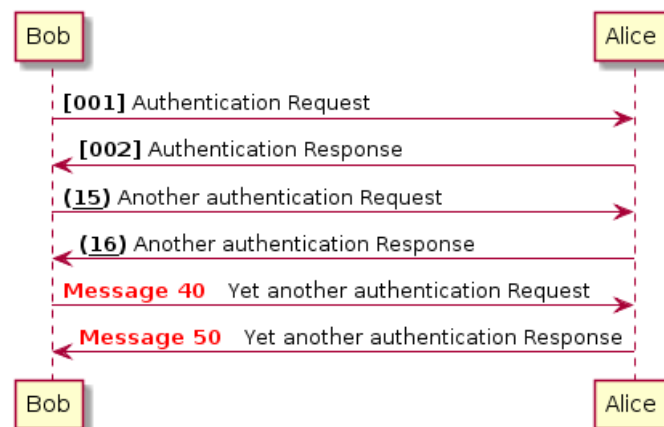 Bob Alice
[001] Authentication Request
[002] Authentication Response
(15) Another authentication Request
(16) Another authentication Response
Message 40 Yet another authentication Request
Message 50 Yet another authentication Response
Bob Alice